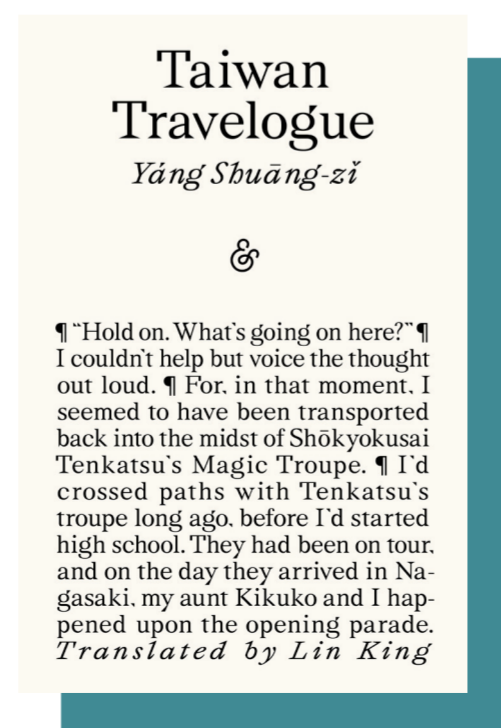 Taiwan
Travelogue
Yáng Shuāng-zǐ
&
¶ “Hold on. What’s going on here?” ¶
I couldn’t help but voice the thought
out loud. ¶ For, in that moment, I
seemed to have been transported
back into the midst of Shōkyokusai
Tenkatsu’s Magic Troupe. ¶ I’d
crossed paths with Tenkatsu’s
troupe long ago, before I’d started
high school. They had been on tour,
and on the day they arrived in Na-
gasaki, my aunt Kikuko and I hap-
pened upon the opening parade.
Translated by Lin King